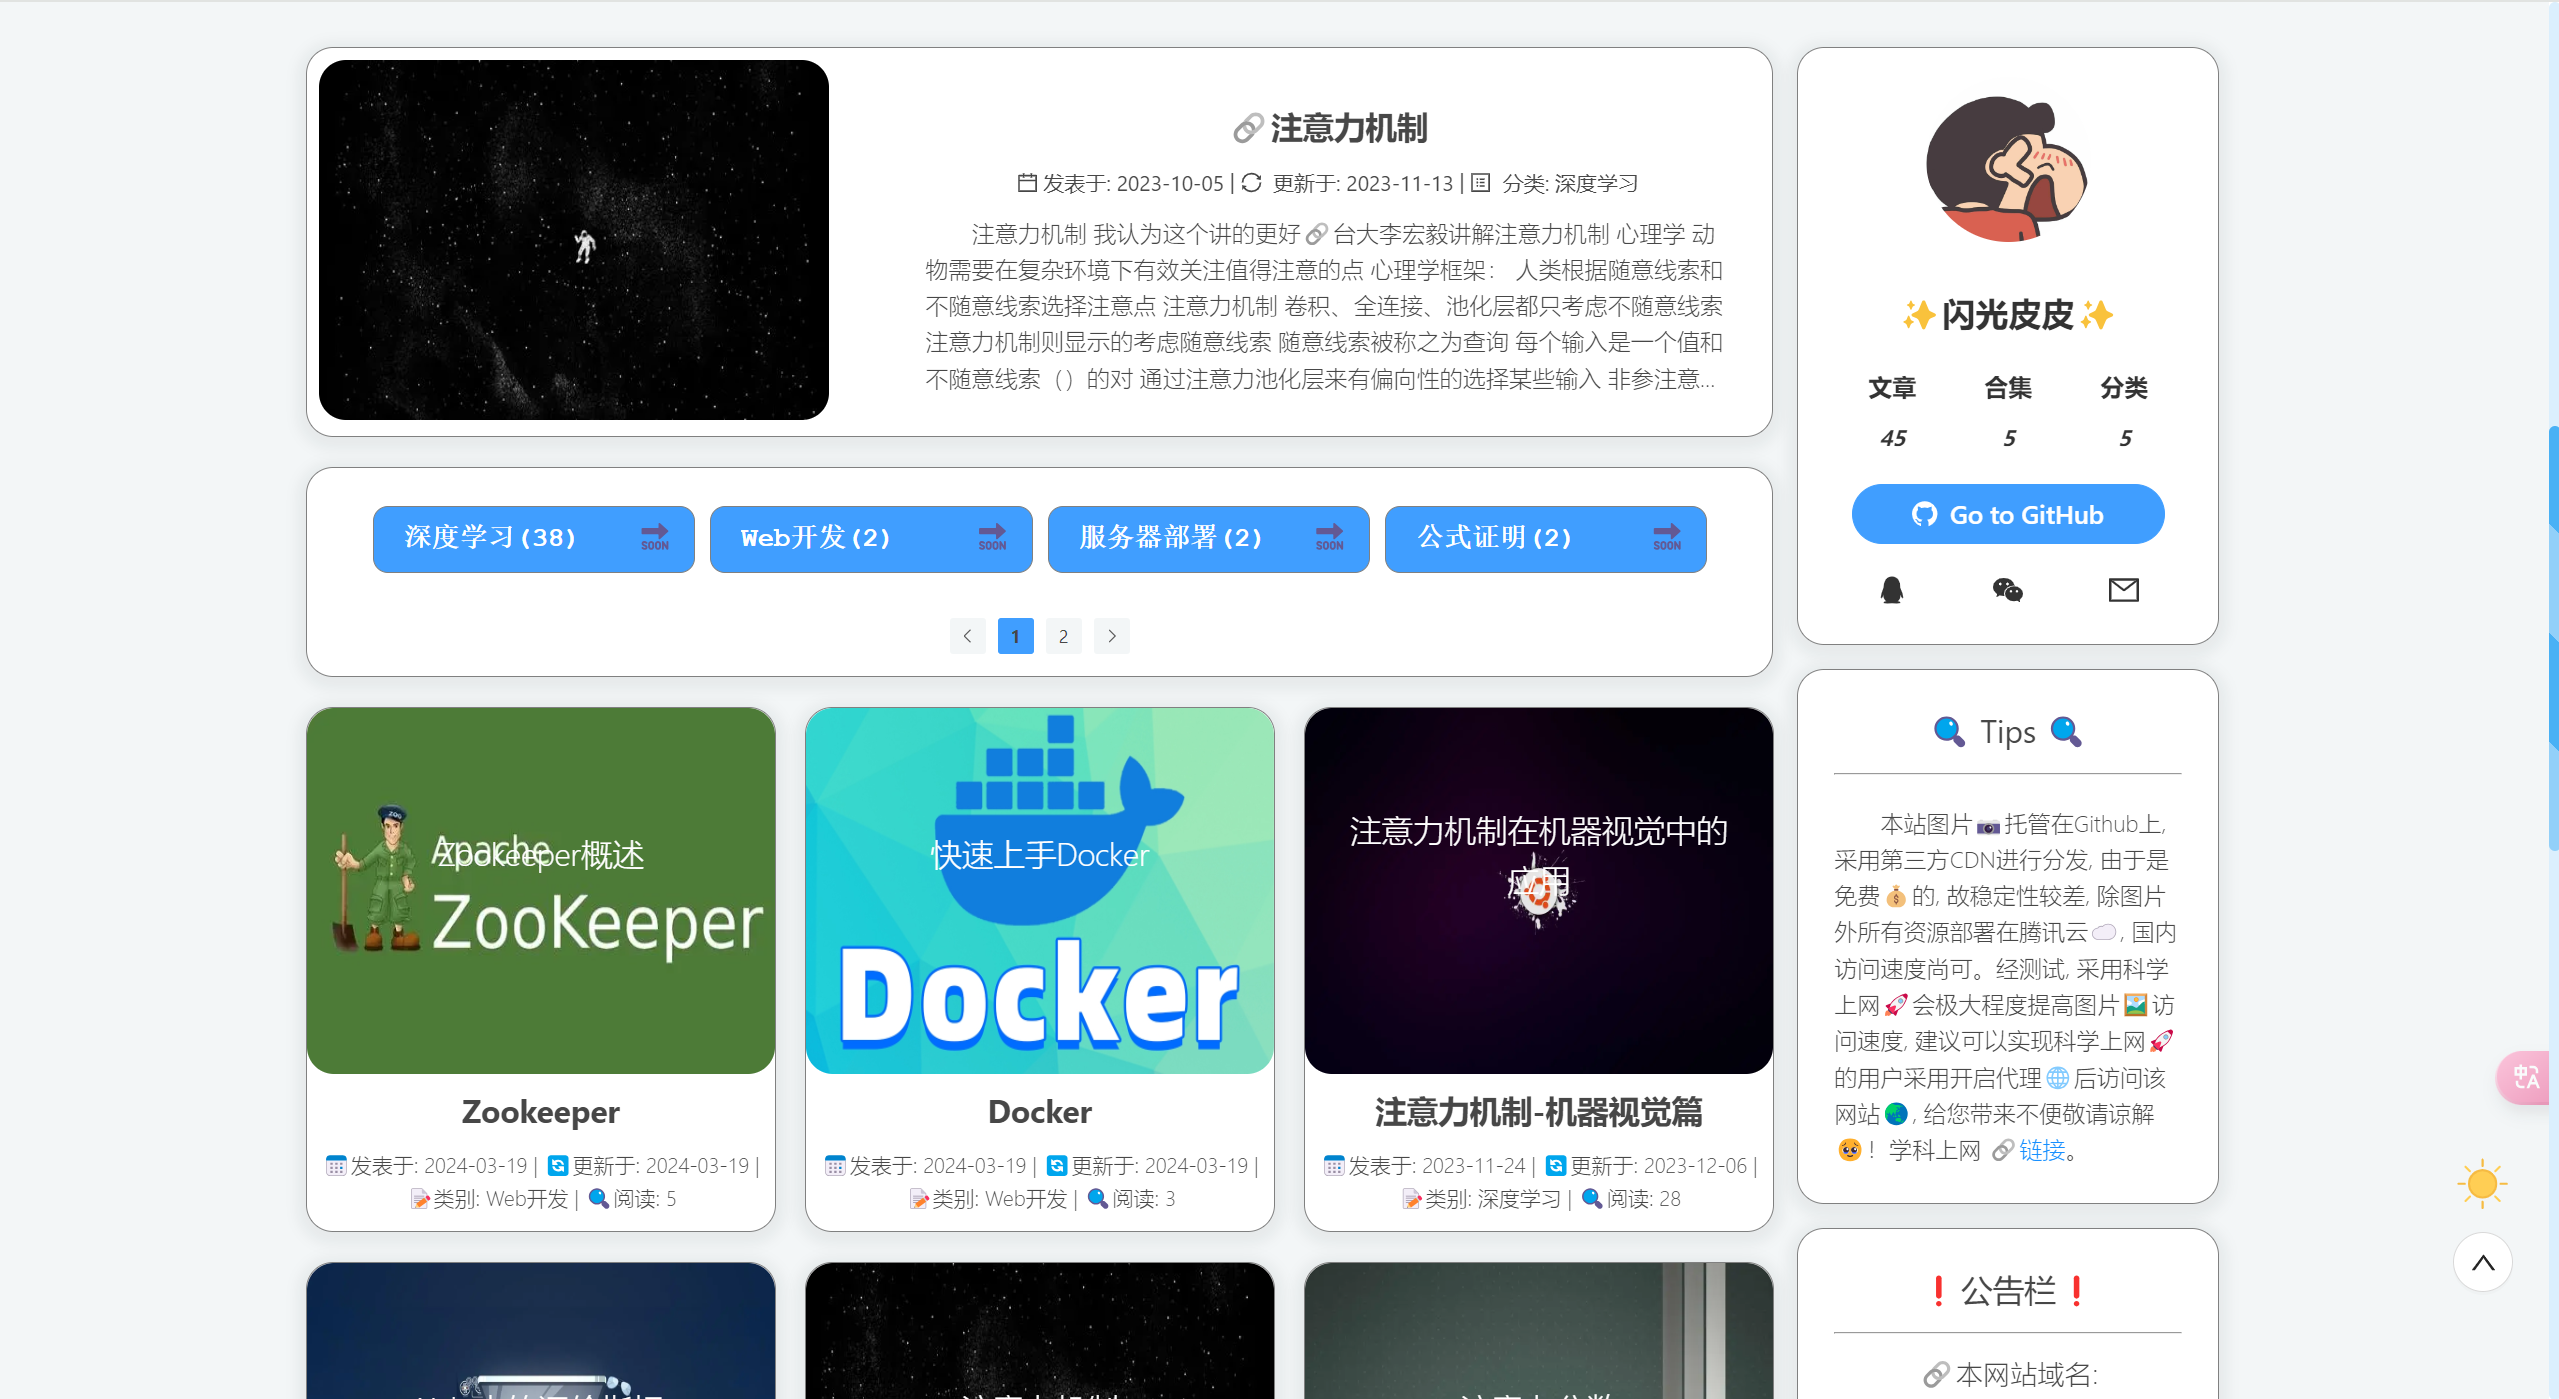 注意力机制
发表于: 2023-10-05 | 更新于: 2023-11-13 | 分类: 深度学习
注意力机制 我认为这个讲的更好🔗台大李宏毅讲解注意力机制 心理学 动
物需要在复杂环境下有效关注值得注意的点 心理学框架： 人类根据随意线索和
不随意线索选择注意点 注意力机制 卷积、全连接、池化层都只考虑不随意线索
注意力机制则显示的考虑随意线索 随意线索被称之为查询 每个输入是一个值和
不随意线索（）的对 通过注意力池化层来有偏向性的选择某些输入 非参注意...
深度学习(38) SOON
Web开发(2) SOON
服务器部署(2) SOON
公式证明(2) SOON
1 2
Apache
ZooKeeper
Zookeeper概述
Zookeeper
发表于: 2024-03-19 | 更新于: 2024-03-19 |
类别: Web开发 | 阅读: 5
快速上手Docker
Docker
Docker
发表于: 2024-03-19 | 更新于: 2024-03-19 |
类别: Web开发 | 阅读: 3
注意力机制在机器视觉中的
应用
注意力机制-机器视觉篇
发表于: 2023-11-24 | 更新于: 2023-12-06 |
类别: 深度学习 | 阅读: 28
✨闪光皮皮✨
文章 合集 分类
45 5 5
Go to GitHub
🔍 Tips 🔍
本站图片📷托管在Github上,
采用第三方CDN进行分发, 由于是
免费💰的, 故稳定性较差, 除图片
外所有资源部署在腾讯云☁️, 国内
访问速度尚可。经测试, 采用科学
上网🚀会极大程度提高图片🖼️访
问速度, 建议可以实现科学上网🚀
的用户采用开启代理🌐后访问该
网站🌏, 给您带来不便敬请谅解
🥺！学科上网 🔗链接。
❗公告栏❗
🔗本网站域名: